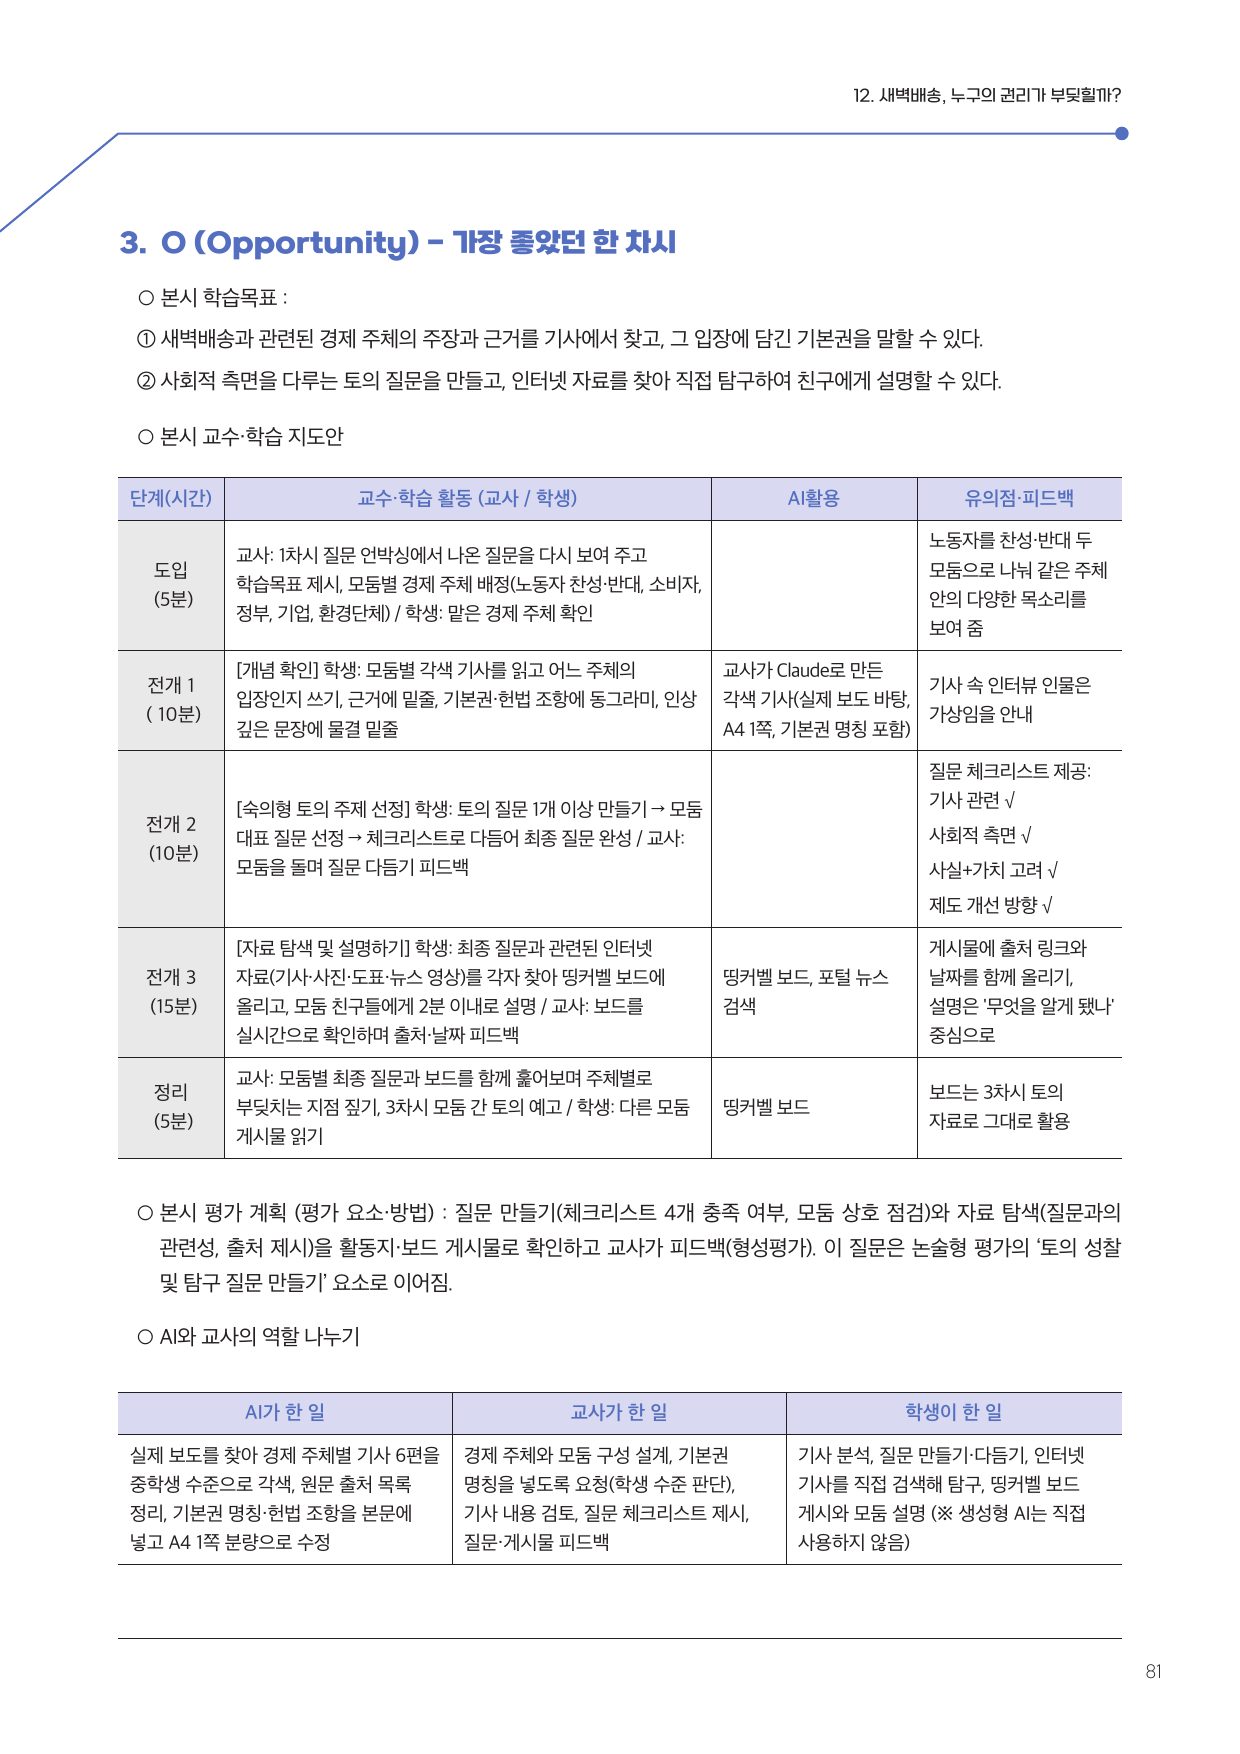 12. 새벽배송, 누구의 권리가 부딪힐까?
3. O (Opportunity) – 가장 좋았던 한 차시
○ 본시 학습목표 :
① 새벽배송과 관련된 경제 주체의 주장과 근거를 기사에서 찾고, 그 입장에 담긴 기본권을 말할 수 있다.
② 사회적 측면을 다루는 토의 질문을 만들고, 인터넷 자료를 찾아 직접 탐구하여 친구에게 설명할 수 있다.
○ 본시 교수·학습 지도안
단계(시간)
교수·학습 활동 (교사 / 학생)
AI활용
유의점·피드백
도입
(5분)
교사: 1차시 질문 언박싱에서 나온 질문을 다시 보여 주고
학습목표 제시, 모둠별 경제 주체 배정(노동자 찬성·반대, 소비자,
정부, 기업, 환경단체) / 학생: 맡은 경제 주체 확인
노동자를 찬성·반대 두
모둠으로 나눠 같은 주체
안의 다양한 목소리를
보여 줌
전개 1
( 10분)
[개념 확인] 학생: 모둠별 각색 기사를 읽고 어느 주체의
입장인지 쓰기, 근거에 밑줄, 기본권·헌법 조항에 동그라미, 인상
깊은 문장에 물결 밑줄
교사가 Claude로 만든
각색 기사(실제 보도 바탕,
A4 1쪽, 기본권 명칭 포함)
기사 속 인터뷰 인물은
가상임을 안내
전개 2
(10분)
[숙의형 토의 주제 선정] 학생: 토의 질문 1개 이상 만들기 → 모둠
대표 질문 선정 → 체크리스트로 다듬어 최종 질문 완성 / 교사:
모둠을 돌며 질문 다듬기 피드백
질문 체크리스트 제공:
기사 관련 √
사회적 측면 √
사실+가치 고려 √
제도 개선 방향 √
전개 3
(15분)
[자료 탐색 및 설명하기] 학생: 최종 질문과 관련된 인터넷
자료(기사·사진·도표·뉴스 영상)를 각자 찾아 띵커벨 보드에
올리고, 모둠 친구들에게 2분 이내로 설명 / 교사: 보드를
실시간으로 확인하며 출처·날짜 피드백
띵커벨 보드, 포털 뉴스
검색
게시물에 출처 링크와
날짜를 함께 올리기,
설명은 '무엇을 알게 됐나'
중심으로
정리
(5분)
교사: 모둠별 최종 질문과 보드를 함께 훑어보며 주체별로
부딪치는 지점 짚기, 3차시 모둠 간 토의 예고 / 학생: 다른 모둠
게시물 읽기
띵커벨 보드
보드는 3차시 토의
자료로 그대로 활용
○ 본시 평가 계획 (평가 요소·방법) : 질문 만들기(체크리스트 4개 충족 여부, 모둠 상호 점검)와 자료 탐색(질문과의
관련성, 출처 제시)을 활동지·보드 게시물로 확인하고 교사가 피드백(형성평가). 이 질문은 논술형 평가의 ‘토의 성찰
및 탐구 질문 만들기’ 요소로 이어짐.
○ AI와 교사의 역할 나누기
AI가 한 일
교사가 한 일
학생이 한 일
실제 보도를 찾아 경제 주체별 기사 6편을
중학생 수준으로 각색, 원문 출처 목록
정리, 기본권 명칭·헌법 조항을 본문에
넣고 A4 1쪽 분량으로 수정
경제 주체와 모둠 구성 설계, 기본권
명칭을 넣도록 요청(학생 수준 판단),
기사 내용 검토, 질문 체크리스트 제시,
질문·게시물 피드백
기사 분석, 질문 만들기·다듬기, 인터넷
기사를 직접 검색해 탐구, 띵커벨 보드
게시와 모둠 설명 (※ 생성형 AI는 직접
사용하지 않음)
81